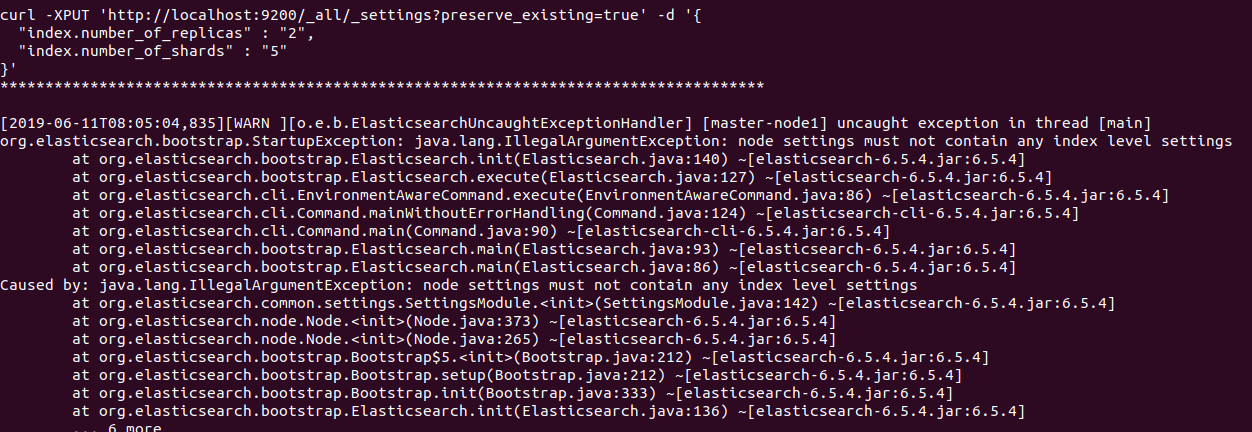 curl -XPUT 'http://localhost:9200/_all/_settings?preserve_existing=true' -d '{
  "index.number_of_replicas" : "2",
  "index.number_of_shards" : "5"
}'
*************************************************************************************

[2019-06-11T08:05:04,835][WARN ][o.e.b.ElasticsearchUncaughtExceptionHandler] [master-node1] uncaught exception in thread [main]
org.elasticsearch.bootstrap.StartupException: java.lang.IllegalArgumentException: node settings must not contain any index level settings
        at org.elasticsearch.bootstrap.Elasticsearch.init(Elasticsearch.java:140) ~[elasticsearch-6.5.4.jar:6.5.4]
        at org.elasticsearch.bootstrap.Elasticsearch.execute(Elasticsearch.java:127) ~[elasticsearch-6.5.4.jar:6.5.4]
        at org.elasticsearch.cli.EnvironmentAwareCommand.execute(EnvironmentAwareCommand.java:86) ~[elasticsearch-6.5.4.jar:6.5.4]
        at org.elasticsearch.cli.Command.mainWithoutErrorHandling(Command.java:124) ~[elasticsearch-cli-6.5.4.jar:6.5.4]
        at org.elasticsearch.cli.Command.main(Command.java:90) ~[elasticsearch-cli-6.5.4.jar:6.5.4]
        at org.elasticsearch.bootstrap.Elasticsearch.main(Elasticsearch.java:93) ~[elasticsearch-6.5.4.jar:6.5.4]
        at org.elasticsearch.bootstrap.Elasticsearch.main(Elasticsearch.java:86) ~[elasticsearch-6.5.4.jar:6.5.4]
Caused by: java.lang.IllegalArgumentException: node settings must not contain any index level settings
        at org.elasticsearch.common.settings.SettingsModule.<init>(SettingsModule.java:142) ~[elasticsearch-6.5.4.jar:6.5.4]
        at org.elasticsearch.node.Node.<init>(Node.java:373) ~[elasticsearch-6.5.4.jar:6.5.4]
        at org.elasticsearch.node.Node.<init>(Node.java:265) ~[elasticsearch-6.5.4.jar:6.5.4]
        at org.elasticsearch.bootstrap.Bootstrap$5.<init>(Bootstrap.java:212) ~[elasticsearch-6.5.4.jar:6.5.4]
        at org.elasticsearch.bootstrap.Bootstrap.setup(Bootstrap.java:212) ~[elasticsearch-6.5.4.jar:6.5.4]
        at org.elasticsearch.bootstrap.Bootstrap.init(Bootstrap.java:333) ~[elasticsearch-6.5.4.jar:6.5.4]
        at org.elasticsearch.bootstrap.Elasticsearch.init(Elasticsearch.java:136) ~[elasticsearch-6.5.4.jar:6.5.4]
        ... 6 more